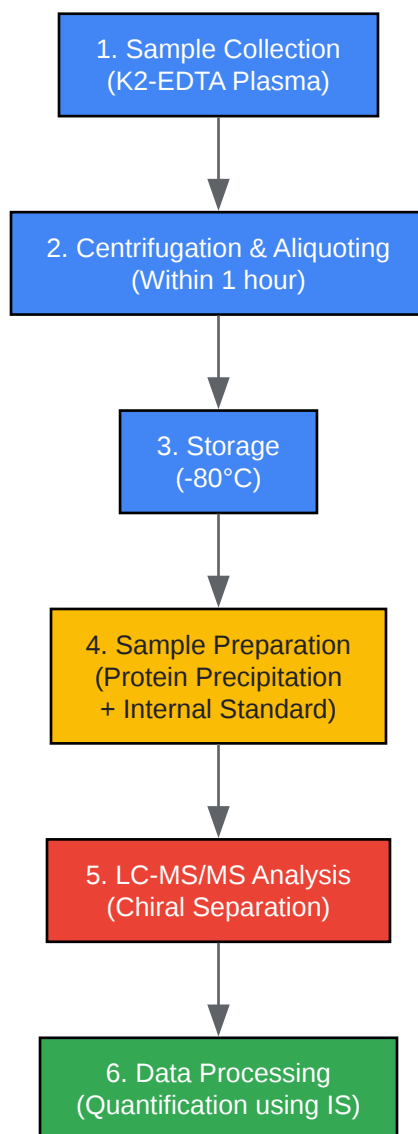 1. Sample Collection
(K2-EDTA Plasma)
2. Centrifugation & Aliquoting
(Within 1 hour)
3. Storage
(-80°C)
4. Sample Preparation
(Protein Precipitation
+ Internal Standard)
5. LC-MS/MS Analysis
(Chiral Separation)
6. Data Processing
(Quantification using IS)